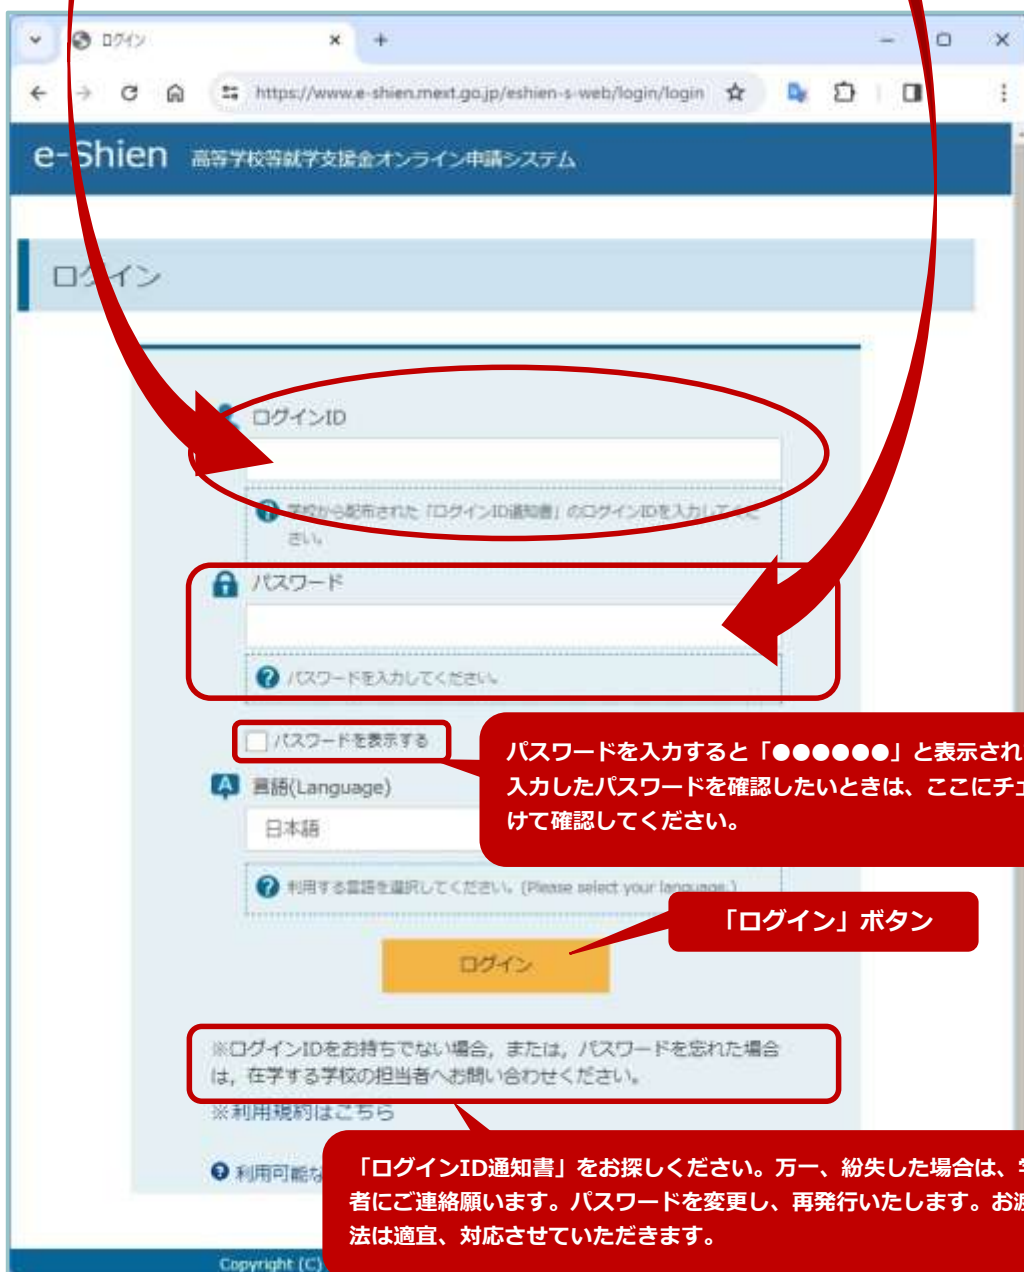 ログイン
https://www.e-shien.mext.go.jp/eshien-s-web/login/login
e-Shien 高等学校等就学支援金オンライン申請システム
ログイン
ログインID
学校から配布された「ログインID通知書」のログインIDを入力してくだ
さい。
パスワード
パスワードを入力してください。
パスワードを表示する
パスワードを入力すると「●●●●●●」と表示され
入力したパスワードを確認したいときは、ここにチェ
けて確認してください。
言語(Language)
日本語
利用する言語を選択してください。(Please select your language.)
「ログイン」ボタン
ログイン
※ログインIDをお持ちでない場合，または，パスワードを忘れた場合
は，在学する学校の担当者へお問い合わせください。
※利用規約はこちら
利用可能な
「ログインID通知書」をお探しください。万一、紛失した場合は、学
者にご連絡願います。パスワードを変更し、再発行いたします。お渡
法は適宜、対応させていただきます。
Copyright (C)